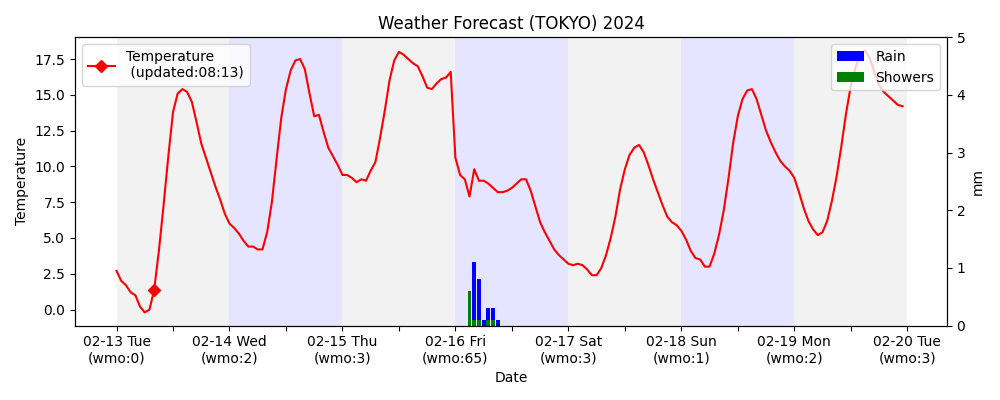 Weather Forecast (TOKYO) 2024
Temperature
(updated:08:13)
Rain
Showers
17.5
15.0
12.5
10.0
7.5
5.0
2.5
0.0
Temperature
5
4
3
2
1
0
mm
02-13 Tue
(wmo:0)
02-14 Wed
(wmo:2)
02-15 Thu
(wmo:3)
02-16 Fri
(wmo:65)
02-17 Sat
(wmo:3)
02-18 Sun
(wmo:1)
02-19 Mon
(wmo:2)
02-20 Tue
(wmo:3)
Date